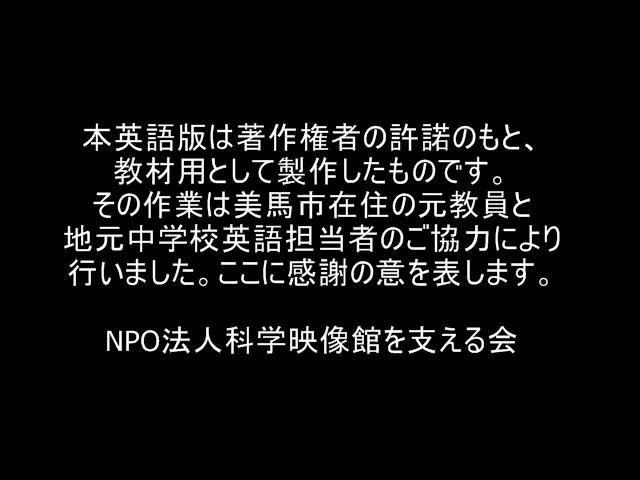 本英語版は著作権者の許諾のもと、
教材用として製作したものです。
その作業は美馬市在住の元教員と
地元中学校英語担当者のご協力により
行いました。ここに感謝の意を表します。
NPO法人科学映像館を支える会